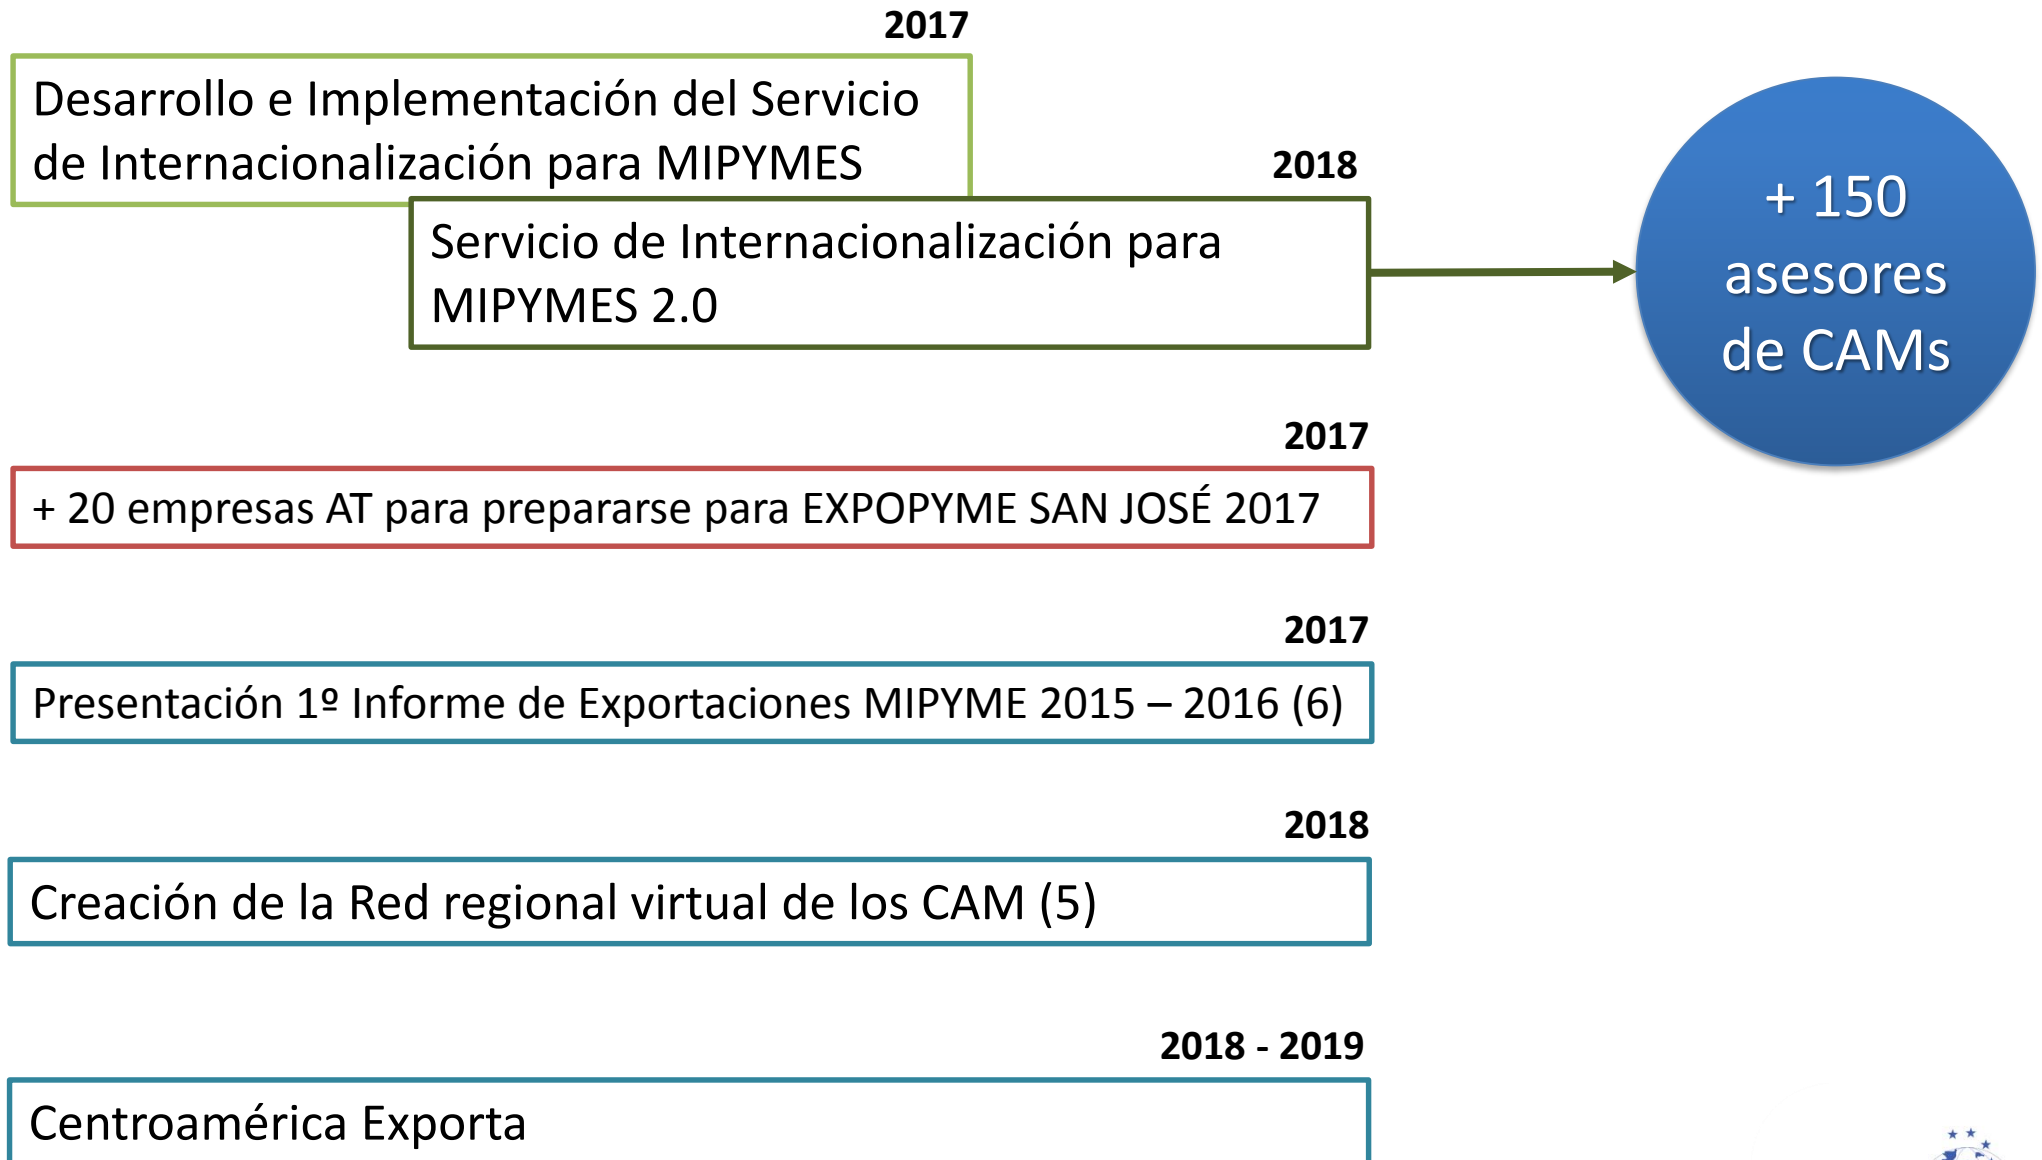 2017
Desarrollo e Implementación del Servicio
de Internacionalización para MIPYMES
2018
Servicio de Internacionalización para
MIPYMES 2.0
+ 150
asesores
de CAMs
2017
+ 20 empresas AT para prepararse para EXPOPYME SAN JOSÉ 2017
2017
Presentación 1º Informe de Exportaciones MIPYME 2015 – 2016 (6)
2018
Creación de la Red regional virtual de los CAM (5)
2018 - 2019
Centroamérica Exporta